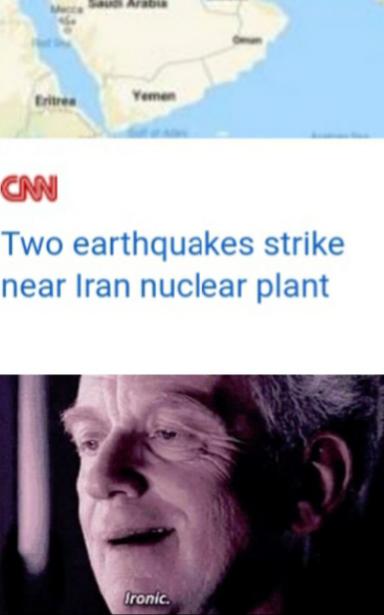 Saudi Arabia
Mecca
Red Sea
Oman
Eritrea
Yemen
Gulf of Aden
Arabian Sea
CNN
Two earthquakes strike
near Iran nuclear plant
Ironic.